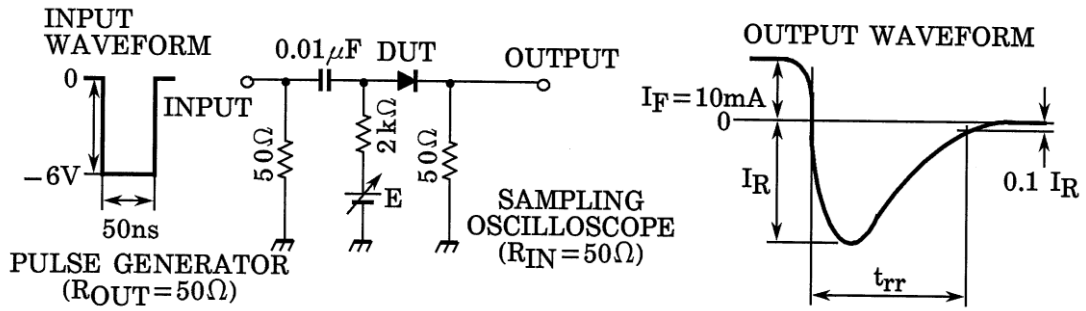 INPUT
WAVEFORM
0
−6V
50ns
PULSE GENERATOR
(ROUT=50Ω)
INPUT
0.01μF
DUT
OUTPUT
50Ω
2kΩ
E
50Ω
SAMPLING
OSCILLOSCOPE
(RIN=50Ω)
OUTPUT WAVEFORM
IF=10mA
0
IR
0.1 IR
trr